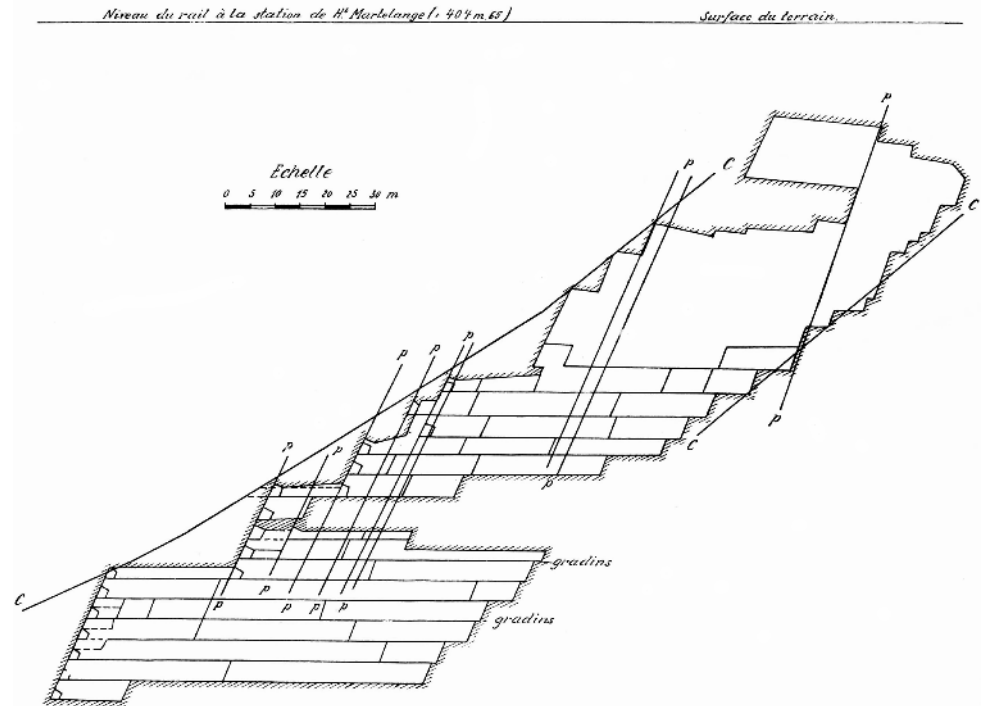 Niveau du rail à la station de Hᵗ Martelange (+ 404 m, 65) Surface du terrain.
p
Echelle
0 5 10 15 20 25 30 m
p C
C
p
p p
p
p p
C
p
gradins
p
C p p p p
gradins